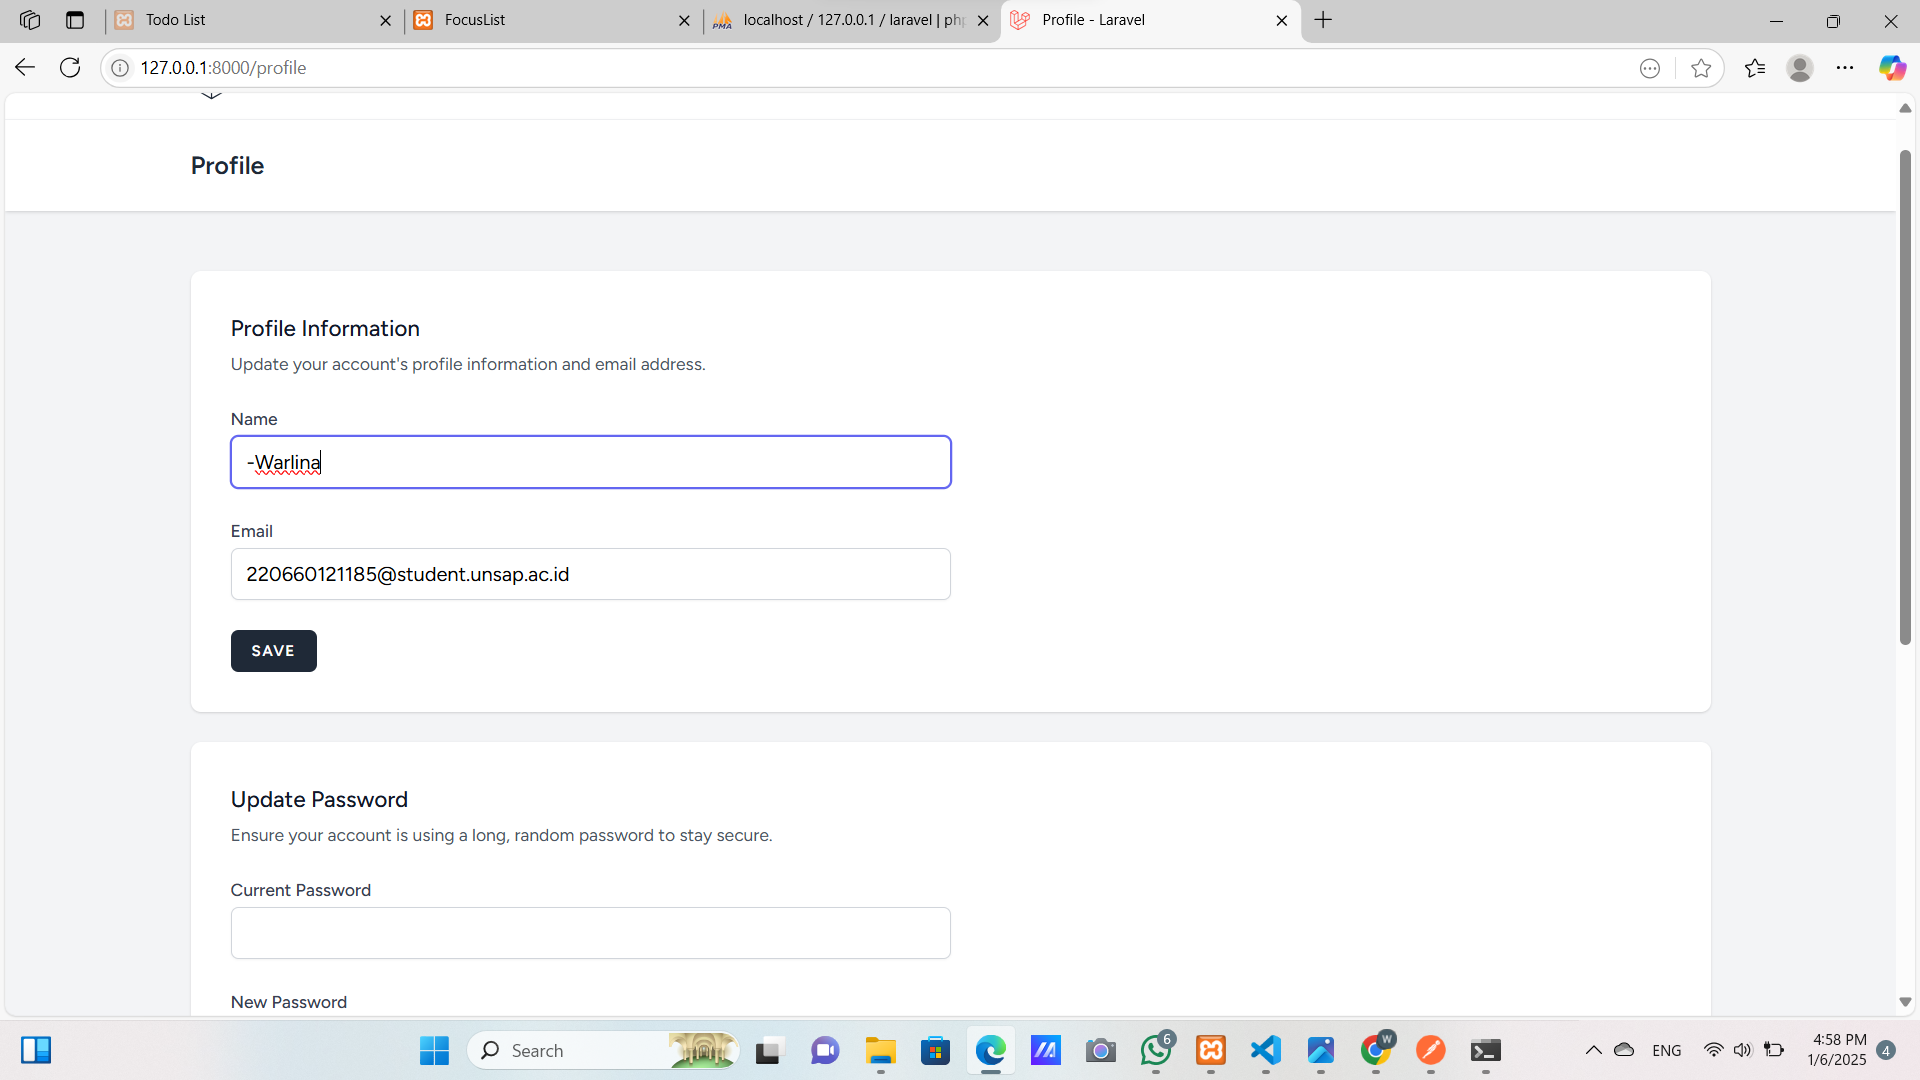 Todo List
FocusList
localhost / 127.0.0.1 / laravel | php
Profile - Laravel
127.0.0.1:8000/profile
Profile
Profile Information
Update your account's profile information and email address.
Name
-Warlina
Email
220660121185@student.unsap.ac.id
SAVE
Update Password
Ensure your account is using a long, random password to stay secure.
Current Password
New Password
Search
6
W
ENG
4:58 PM
1/6/2025
4
PMA